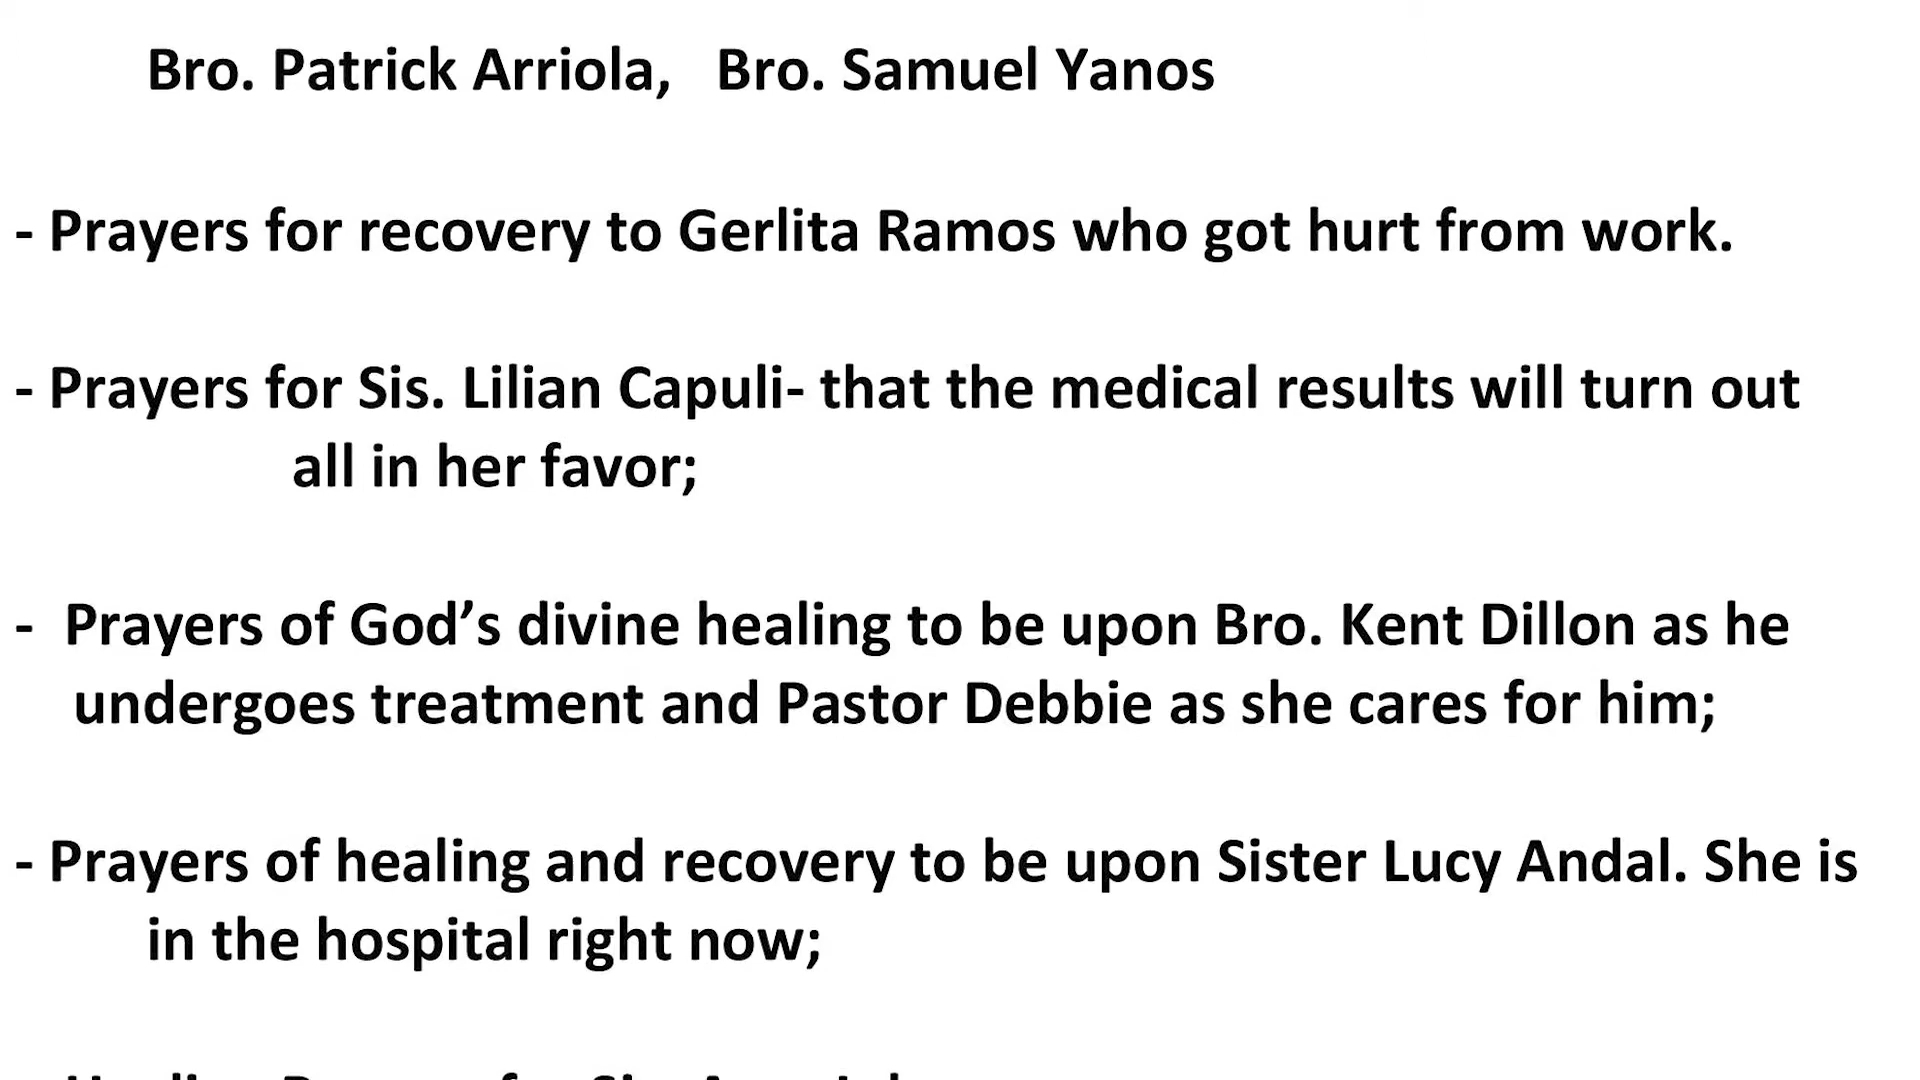 Bro. Patrick Arriola,   Bro. Samuel Yanos
- Prayers for recovery to Gerlita Ramos who got hurt from work.
- Prayers for Sis. Lilian Capuli- that the medical results will turn out
all in her favor;
-  Prayers of God’s divine healing to be upon Bro. Kent Dillon as he
undergoes treatment and Pastor Debbie as she cares for him;
- Prayers of healing and recovery to be upon Sister Lucy Andal. She is
in the hospital right now;